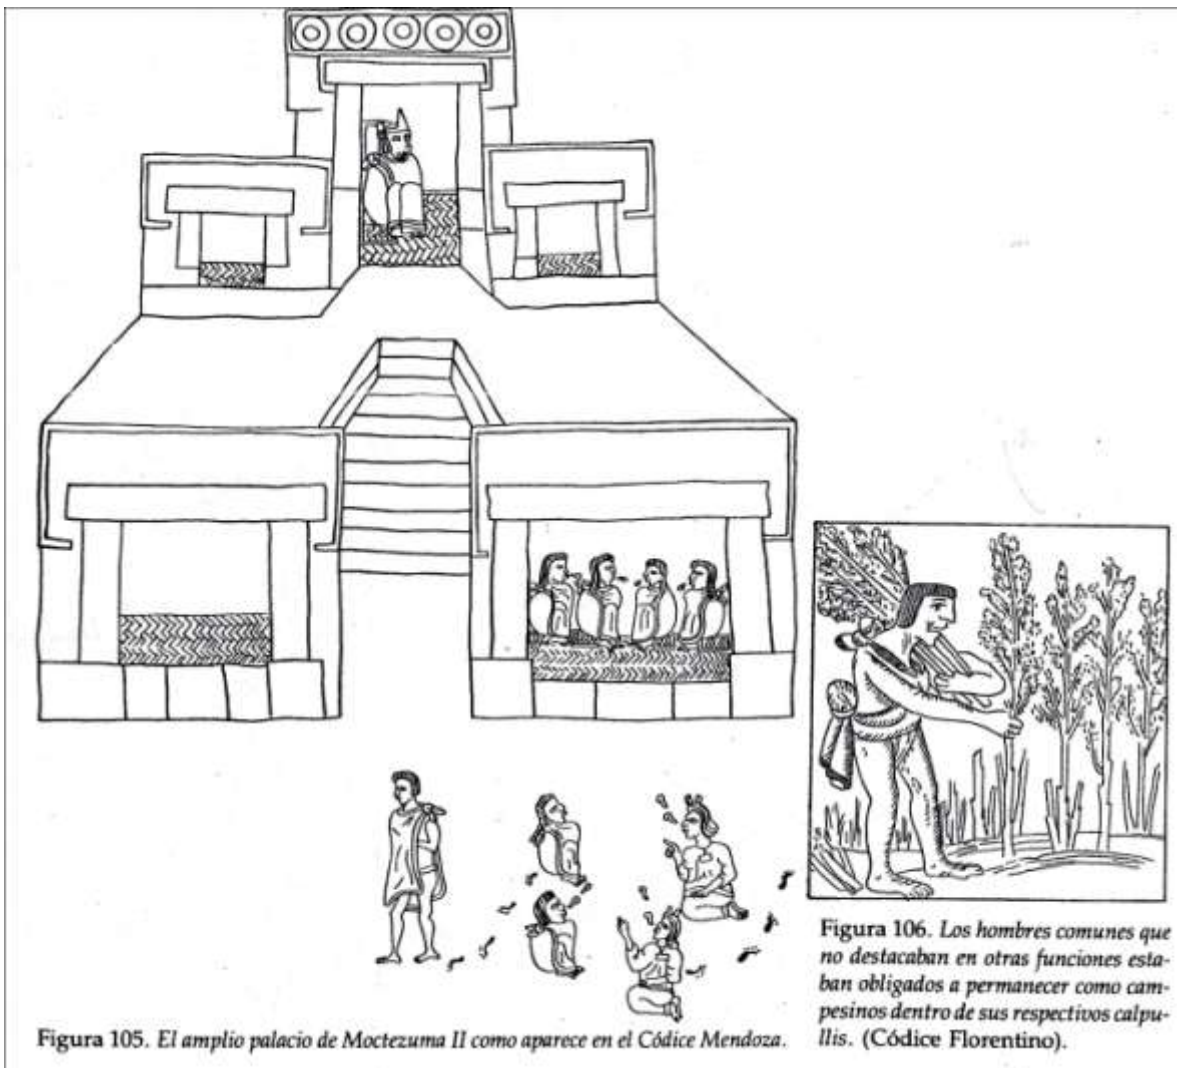 Figura 105. El amplio palacio de Moctezuma II como aparece en el Códice Mendoza.
Figura 106. Los hombres comunes que
no destacaban en otras funciones esta-
ban obligados a permanecer como cam-
pesinos dentro de sus respectivos calpu-
llis. (Códice Florentino).